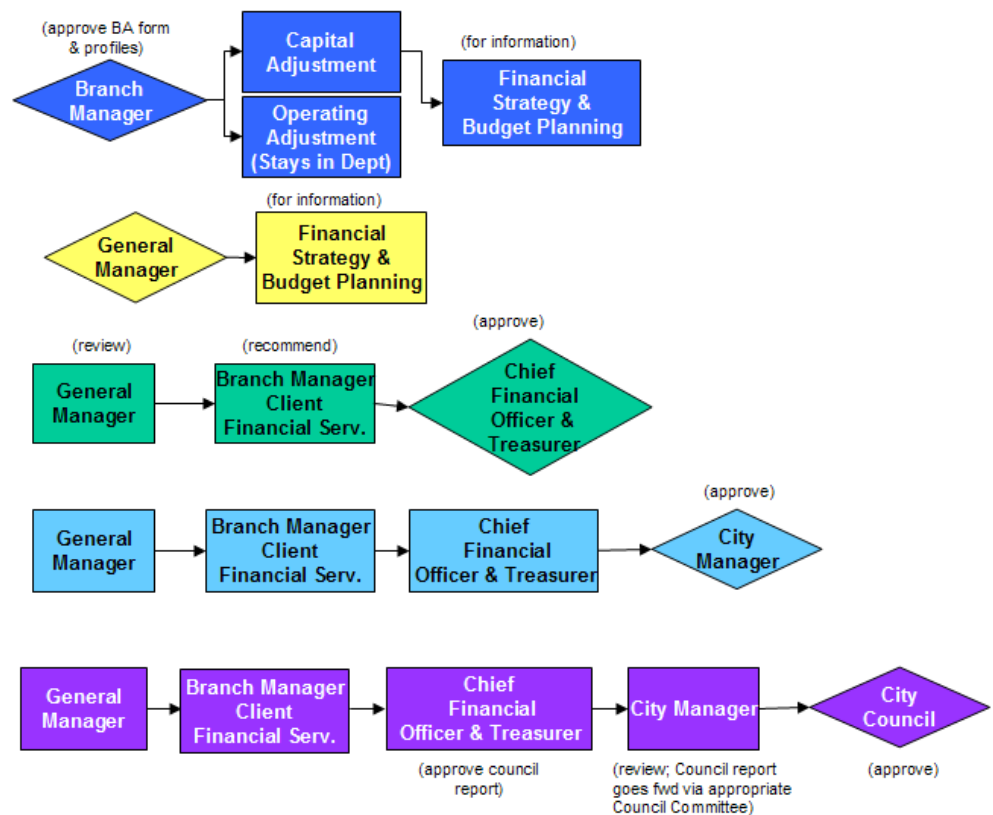 (approve BA form
& profiles)
Branch
Manager
Capital
Adjustment
Operating
Adjustment
(Stays in Dept)
(for information)
Financial
Strategy &
Budget Planning
General
Manager
(for information)
Financial
Strategy &
Budget Planning
(review)
General
Manager
(recommend)
Branch Manager
Client
Financial Serv.
(approve)
Chief
Financial
Officer &
Treasurer
General
Manager
Branch Manager
Client
Financial Serv.
Chief
Financial
Officer & Treasurer
(approve)
City
Manager
General
Manager
Branch Manager
Client
Financial Serv.
Chief
Financial
Officer & Treasurer
(approve council
report)
City Manager
(review; Council report
goes fwd via appropriate
Council Committee)
City
Council
(approve)